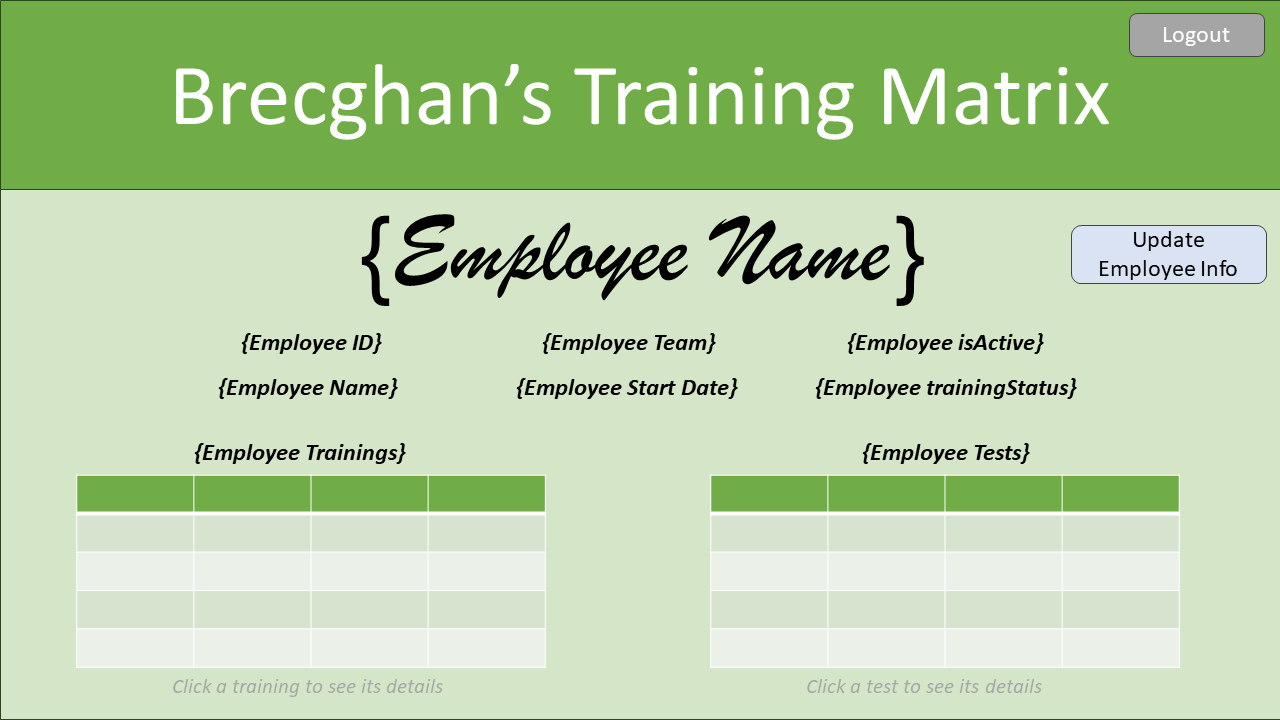 Logout
Brecghan’s Training Matrix
{Employee Name}
Update
Employee Info
{Employee ID} {Employee Team} {Employee isActive}
{Employee Name} {Employee Start Date} {Employee trainingStatus}
{Employee Trainings} {Employee Tests}
Click a training to see its details Click a test to see its details